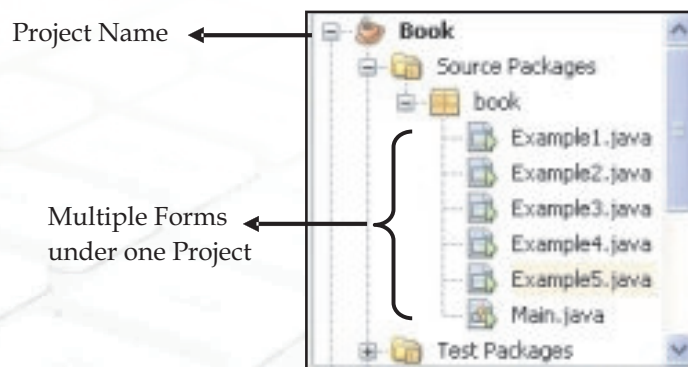 Project Name
Book
Source Packages
book
Example1.java
Example2.java
Example3.java
Example4.java
Multiple Forms
under one Project
Example5.java
Main.java
Test Packages